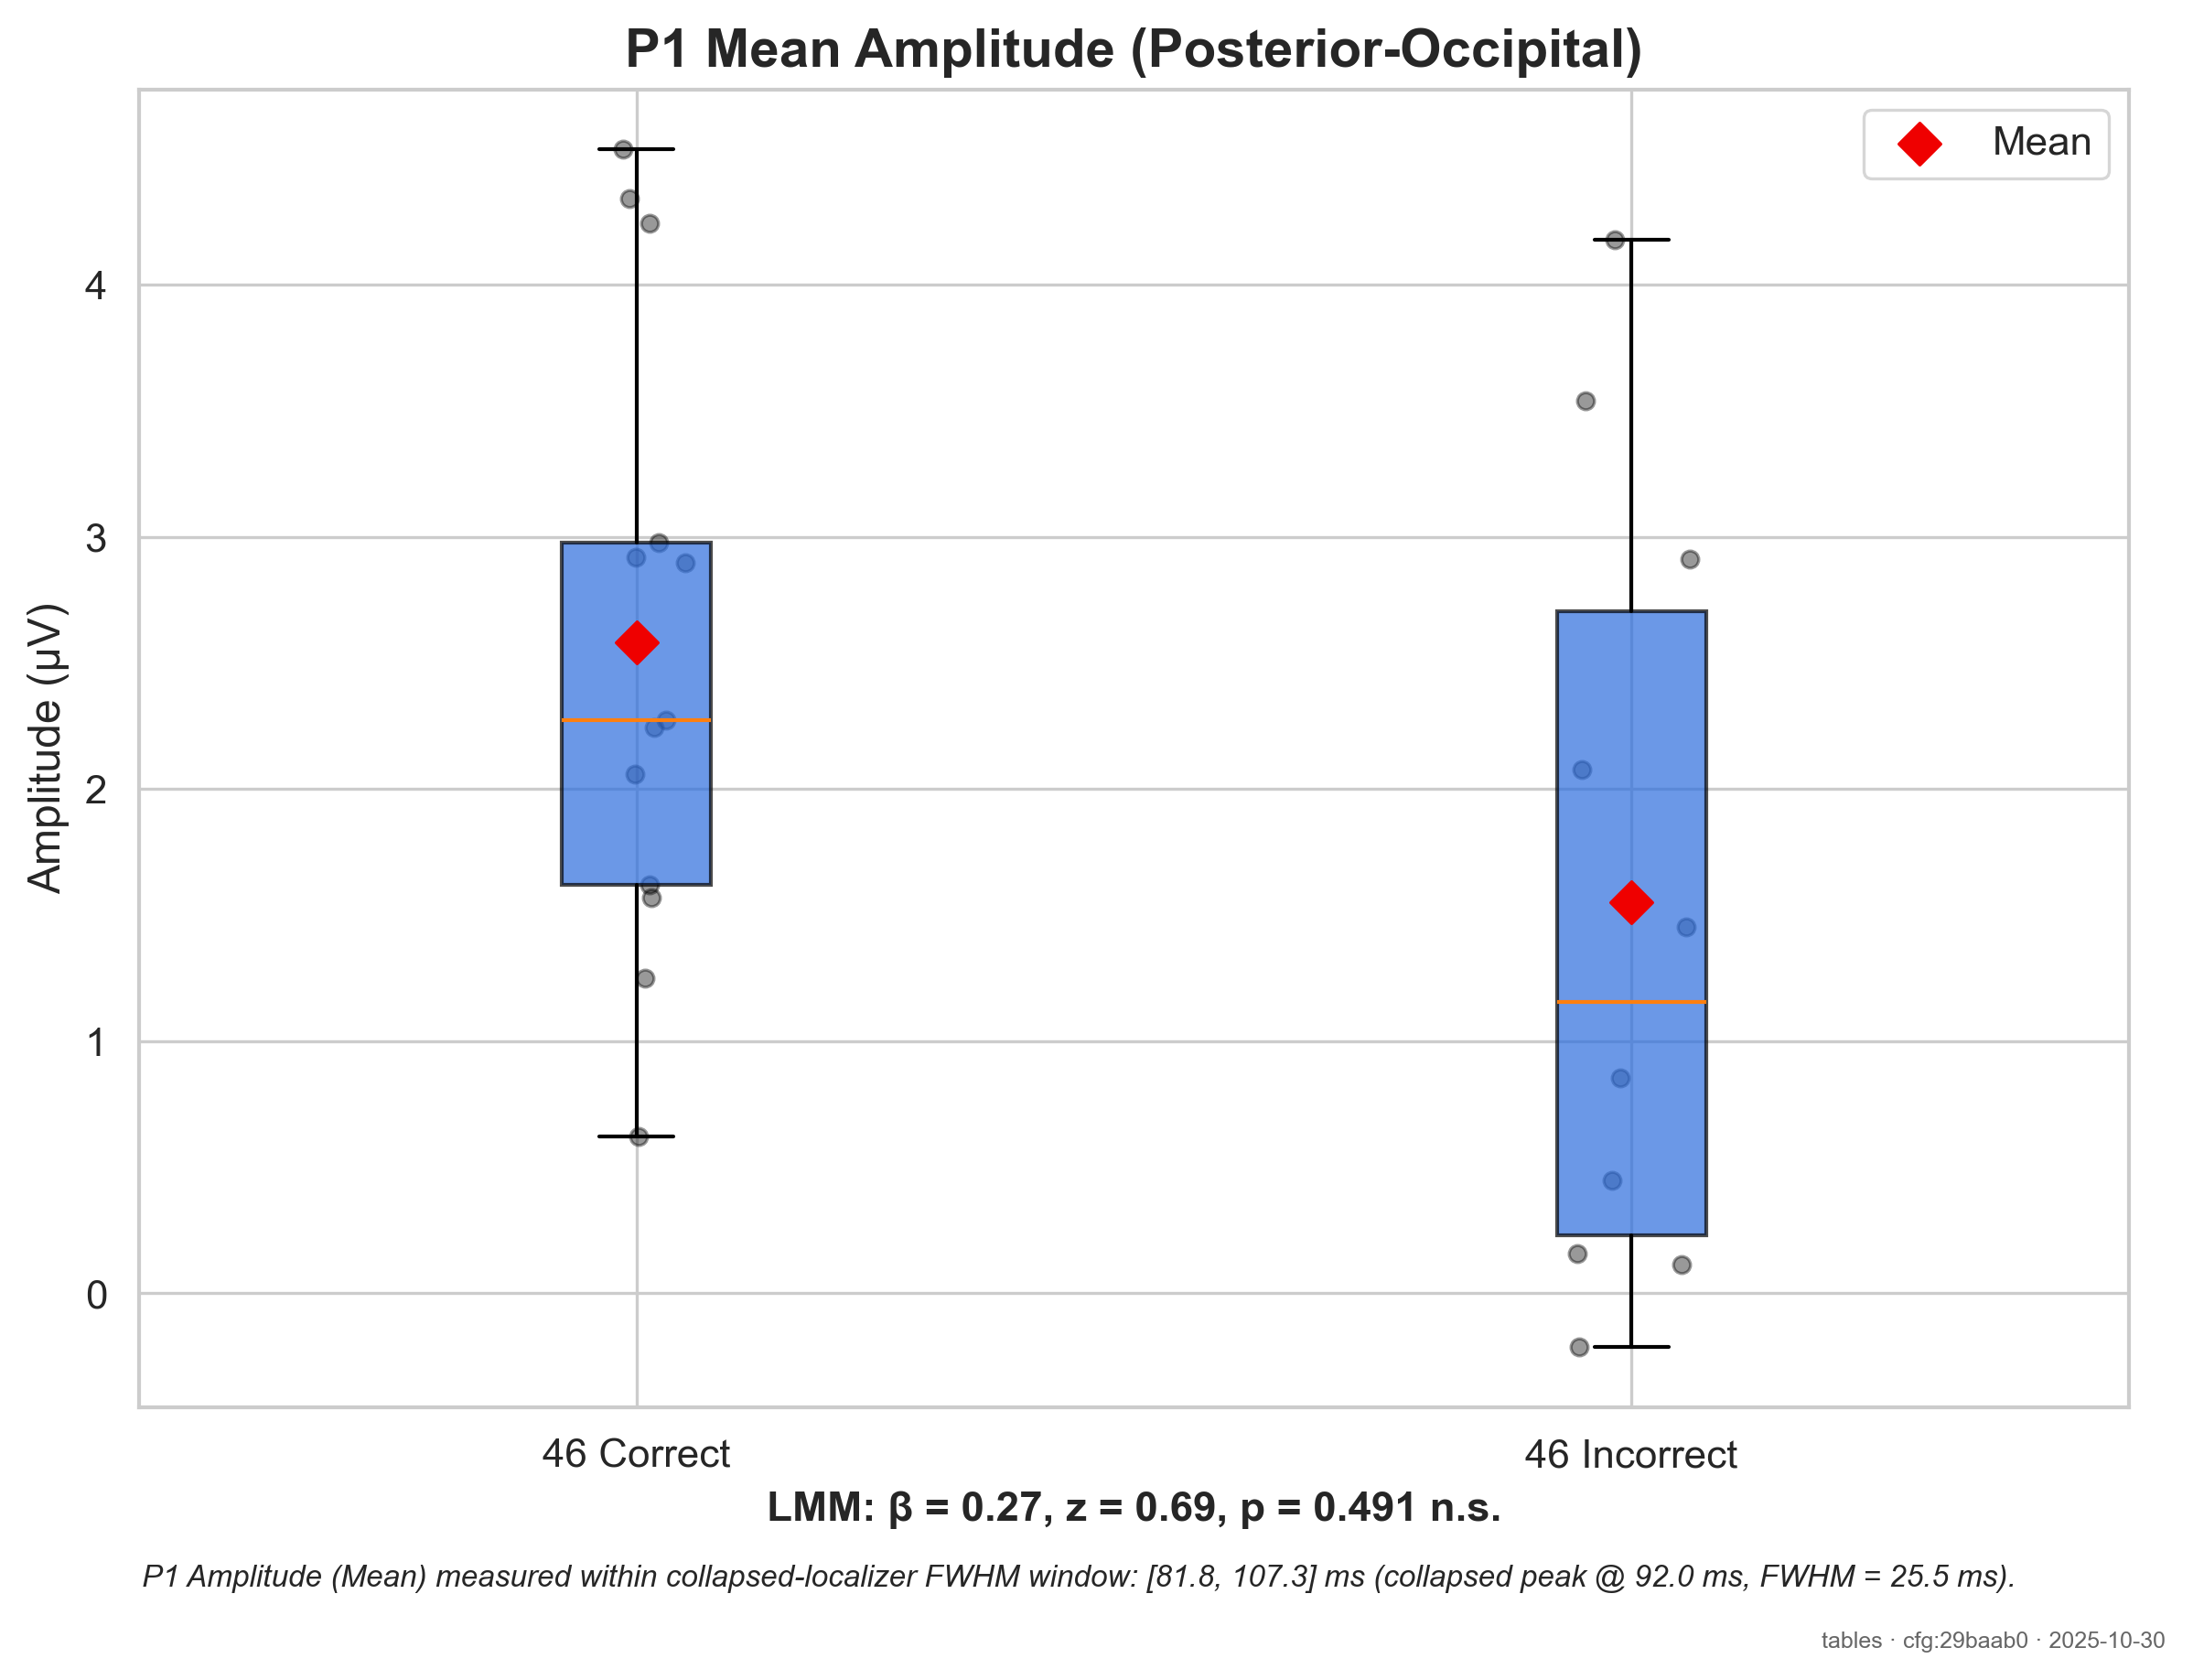 P1 Mean Amplitude (Posterior-Occipital)
Mean
Amplitude (µV)
4
3
2
1
0
46 Correct
46 Incorrect
LMM: β = 0.27, z = 0.69, p = 0.491 n.s.
P1 Amplitude (Mean) measured within collapsed-localizer FWHM window: [81.8, 107.3] ms (collapsed peak @ 92.0 ms, FWHM = 25.5 ms).
tables · cfg:29baab0 · 2025-10-30